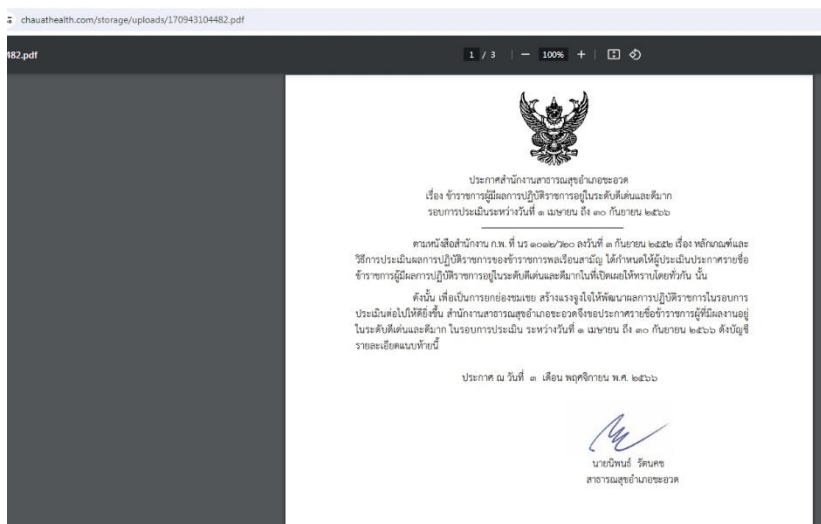 chauathealth.com/storage/uploads/170943104482.pdf
482.pdf
1 / 3
100%
ประกาศสำนักงานสาธารณสุขอำเภอชะอวด
เรื่อง ข้าราชการผู้มีผลการปฏิบัติราชการอยู่ในระดับดีเด่นและดีมาก
รอบการประเมินระหว่างวันที่ ๑ เมษายน ถึง ๓๐ กันยายน ๒๕๖๖
ตามหนังสือสำนักงาน ก.พ. ที่ นร ๑๐๑๒/ว๒๐ ลงวันที่ ๓ กันยายน ๒๕๕๒ เรื่อง หลักเกณฑ์และ
วิธีการประเมินผลการปฏิบัติราชการของข้าราชการพลเรือนสามัญ ได้กำหนดให้ผู้ประเมินประกาศรายชื่อ
ข้าราชการผู้มีผลการปฏิบัติราชการอยู่ในระดับดีเด่นและดีมากในที่เปิดเผยให้ทราบโดยทั่วกัน นั้น
ดังนั้น เพื่อเป็นการยกย่องชมเชย สร้างแรงจูงใจให้พัฒนาผลการปฏิบัติราชการในรอบการ
ประเมินต่อไปให้ดียิ่งขึ้น สำนักงานสาธารณสุขอำเภอชะอวดจึงขอประกาศรายชื่อข้าราชการผู้ที่มีผลงานอยู่
ในระดับดีเด่นและดีมาก ในรอบการประเมิน ระหว่างวันที่ ๑ เมษายน ถึง ๓๐ กันยายน ๒๕๖๖ ดังบัญชี
รายละเอียดแนบท้ายนี้
ประกาศ ณ วันที่ ๓ เดือน พฤศจิกายน พ.ศ. ๒๕๖๖
นายนิพนธ์ รัตนคช
สาธารณสุขอำเภอชะอวด